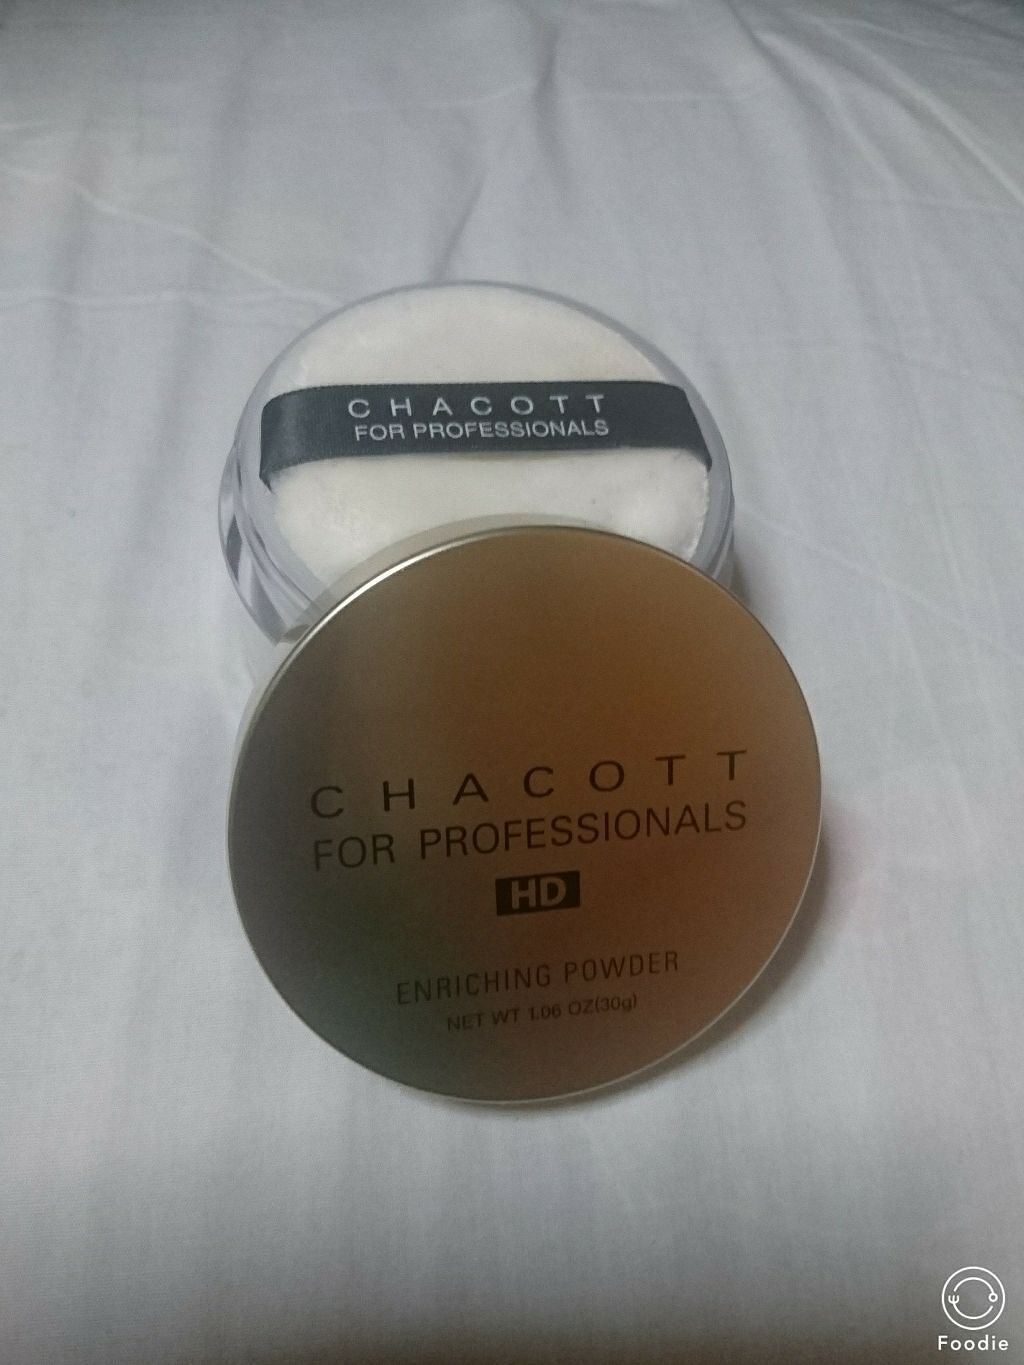 CHACOTT
FOR PROFESSIONALS
CHACOTT
FOR PROFESSIONALS
HD
ENRICHING POWDER
NET WT 1.06 OZ(30g)
Foodie